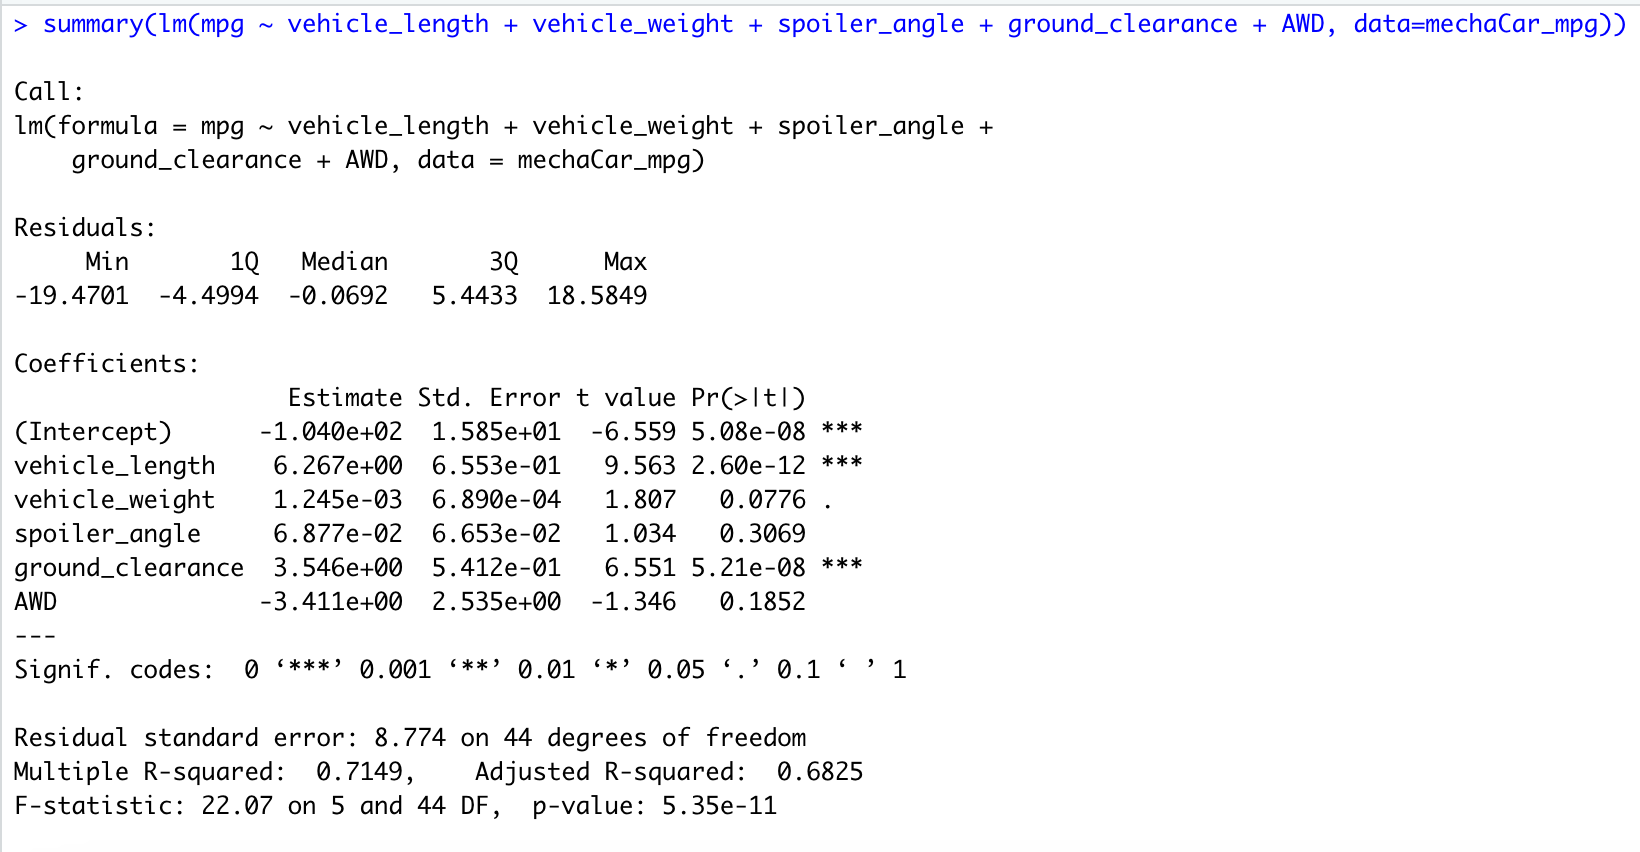 > summary(lm(mpg ~ vehicle_length + vehicle_weight + spoiler_angle + ground_clearance + AWD, data=mechaCar_mpg))
Call:
lm(formula = mpg ~ vehicle_length + vehicle_weight + spoiler_angle +
    ground_clearance + AWD, data = mechaCar_mpg)
Residuals:
     Min       1Q   Median       3Q      Max
-19.4701  -4.4994  -0.0692   5.4433  18.5849
Coefficients:
                   Estimate Std. Error t value Pr(>|t|)
(Intercept)      -1.040e+02  1.585e+01  -6.559 5.08e-08 ***
vehicle_length    6.267e+00  6.553e-01   9.563 2.60e-12 ***
vehicle_weight    1.245e-03  6.890e-04   1.807   0.0776 .
spoiler_angle     6.877e-02  6.653e-02   1.034   0.3069
ground_clearance  3.546e+00  5.412e-01   6.551 5.21e-08 ***
AWD              -3.411e+00  2.535e+00  -1.346   0.1852
---
Signif. codes:  0 ‘***’ 0.001 ‘**’ 0.01 ‘*’ 0.05 ‘.’ 0.1 ‘ ’ 1
Residual standard error: 8.774 on 44 degrees of freedom
Multiple R-squared:  0.7149,    Adjusted R-squared:  0.6825
F-statistic: 22.07 on 5 and 44 DF,  p-value: 5.35e-11